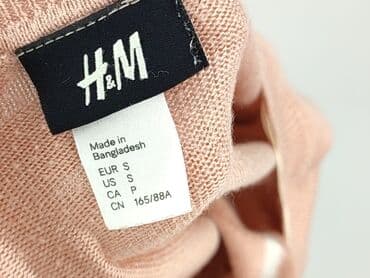 H&M
Made in
Bangladesh
EUR S
US S
CA P
CN 165/88A